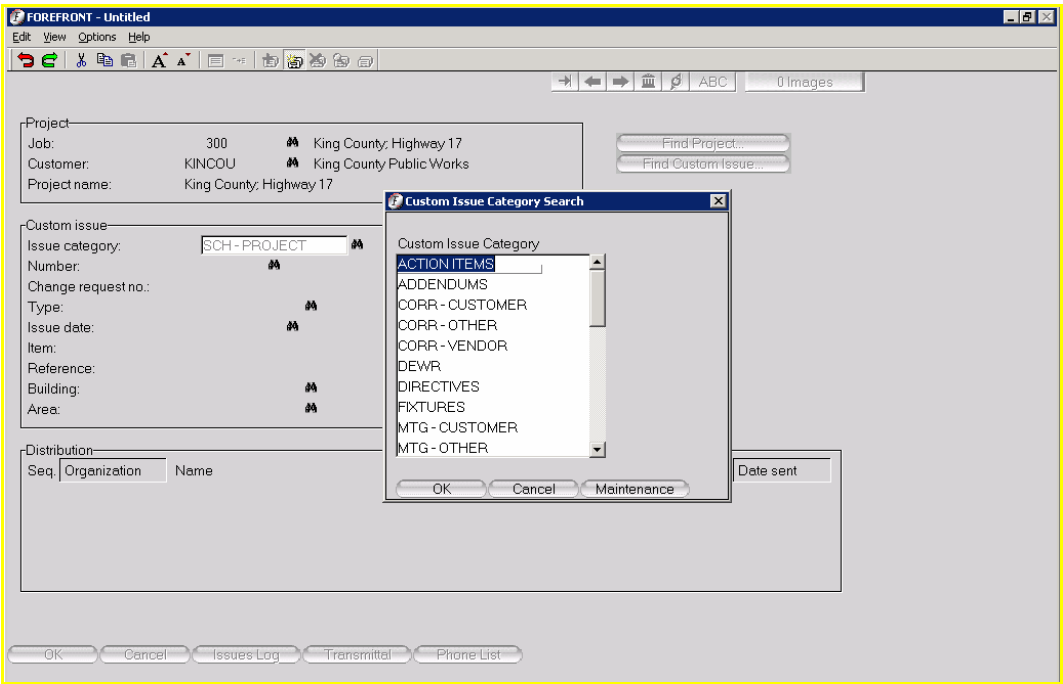 FOREFRONT - Untitled
Edit View Options Help
ABC 0 Images
Project
Job: 300 King County; Highway 17
Customer: KINCOU King County Public Works
Project name: King County; Highway 17
Find Project...
Find Custom Issue...
Custom issue
Issue category: SCH - PROJECT
Number:
Change request no.:
Type:
Issue date:
Item:
Reference:
Building:
Area:
Custom Issue Category Search
Custom Issue Category
ACTION ITEMS
ADDENDUMS
CORR - CUSTOMER
CORR - OTHER
CORR - VENDOR
DEWR
DIRECTIVES
FIXTURES
MTG - CUSTOMER
MTG - OTHER
OK Cancel Maintenance
Distribution
Seq. Organization Name Date sent
OK Cancel Issues Log Transmittal Phone List